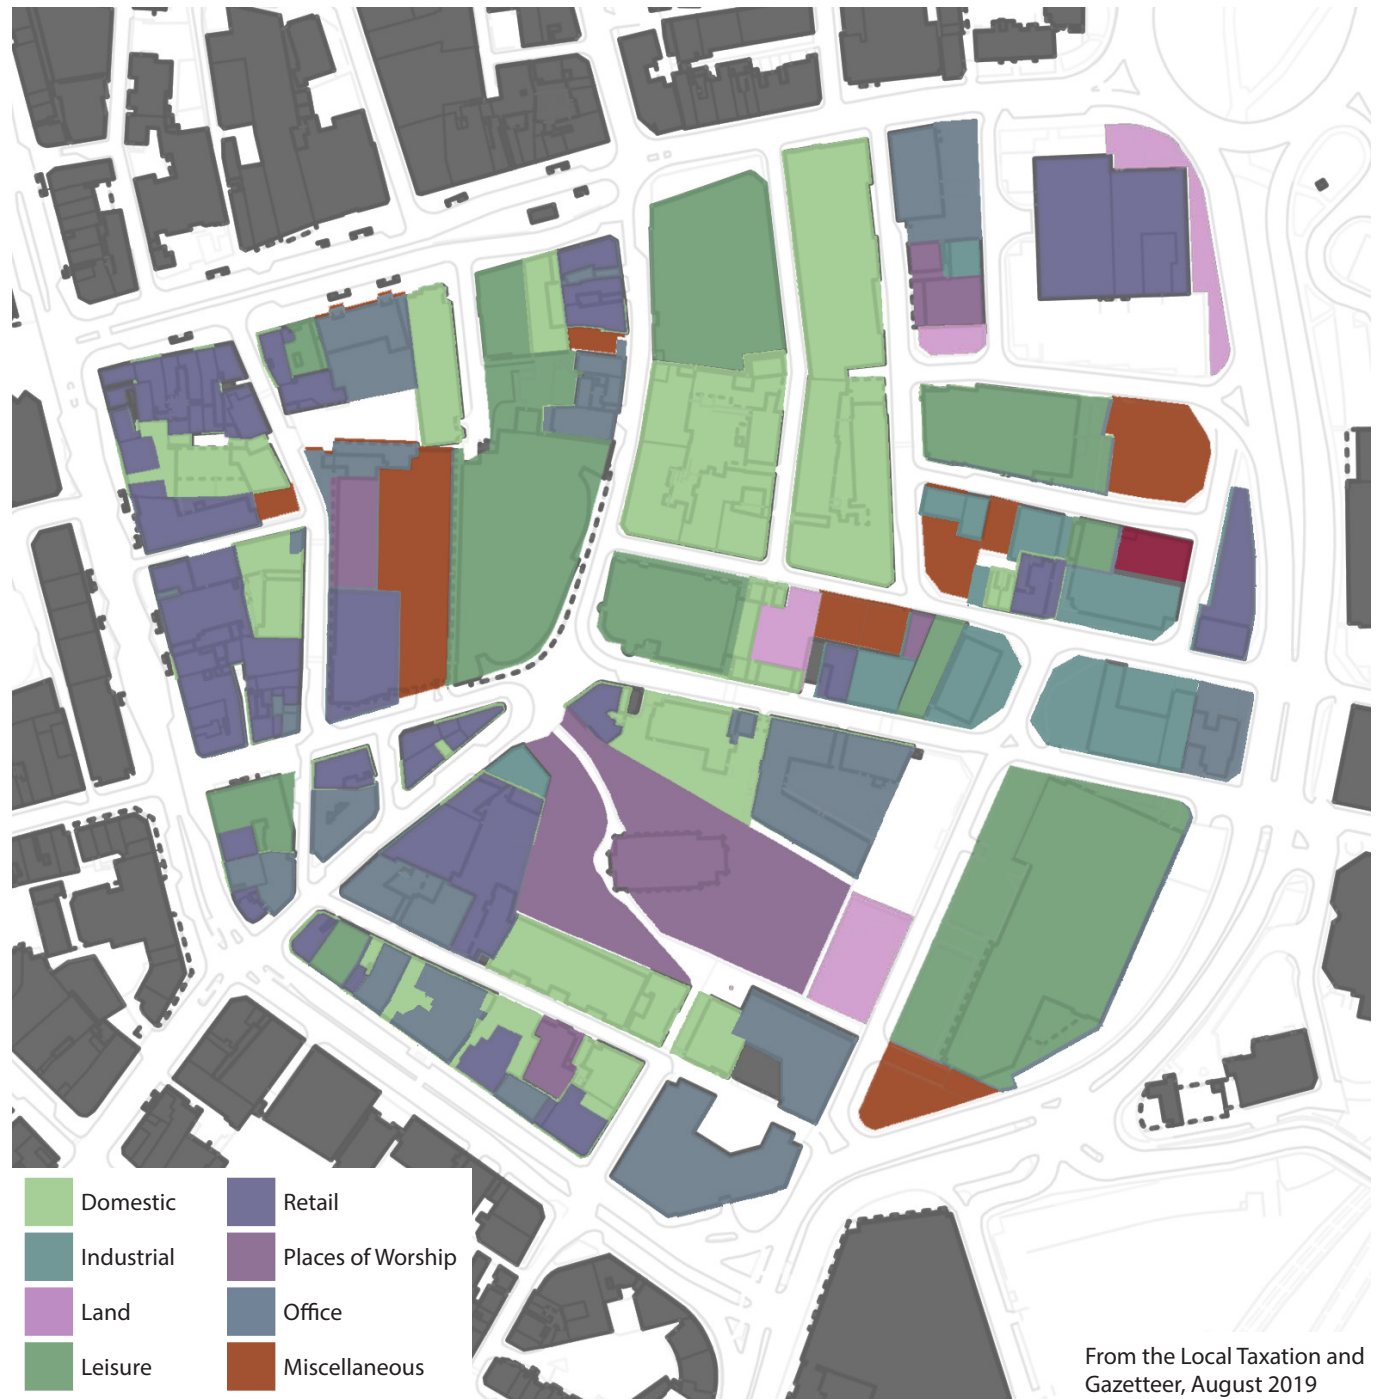 Domestic
Industrial
Land
Leisure
Retail
Places of Worship
Office
Miscellaneous
From the Local Taxation and
Gazetteer, August 2019